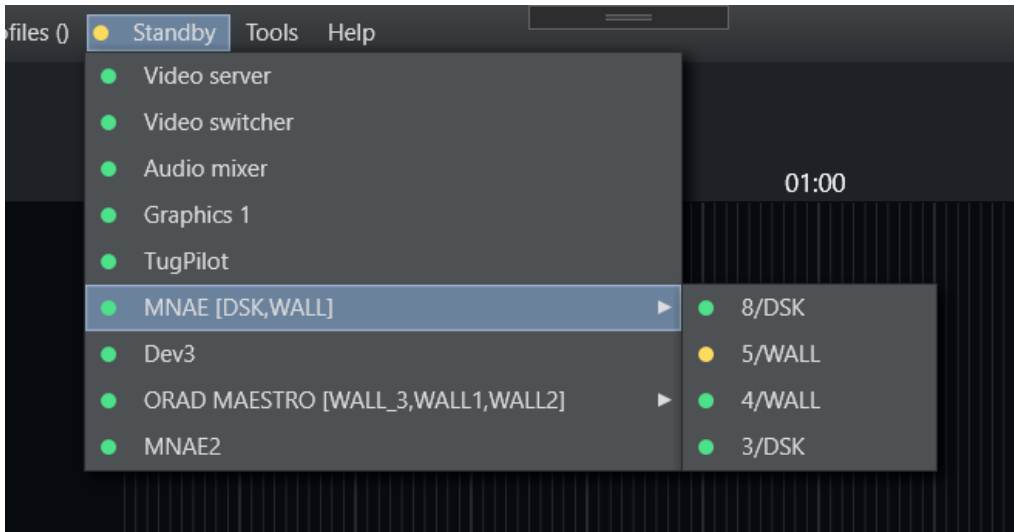 files () Standby Tools Help
Video server
Video switcher
Audio mixer
01:00
Graphics 1
TugPilot
MNAE [DSK,WALL]
8/DSK
Dev3
5/WALL
ORAD MAESTRO [WALL_3,WALL1,WALL2]
4/WALL
MNAE2
3/DSK